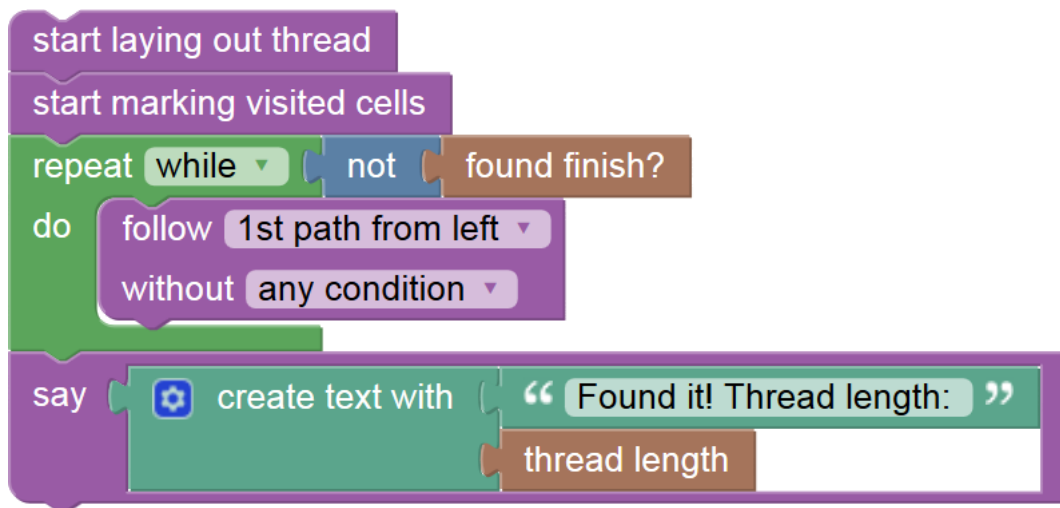 start laying out thread
start marking visited cells
repeat while not found finish?
do follow 1st path from left
without any condition
say create text with “ Found it! Thread length: ”
thread length